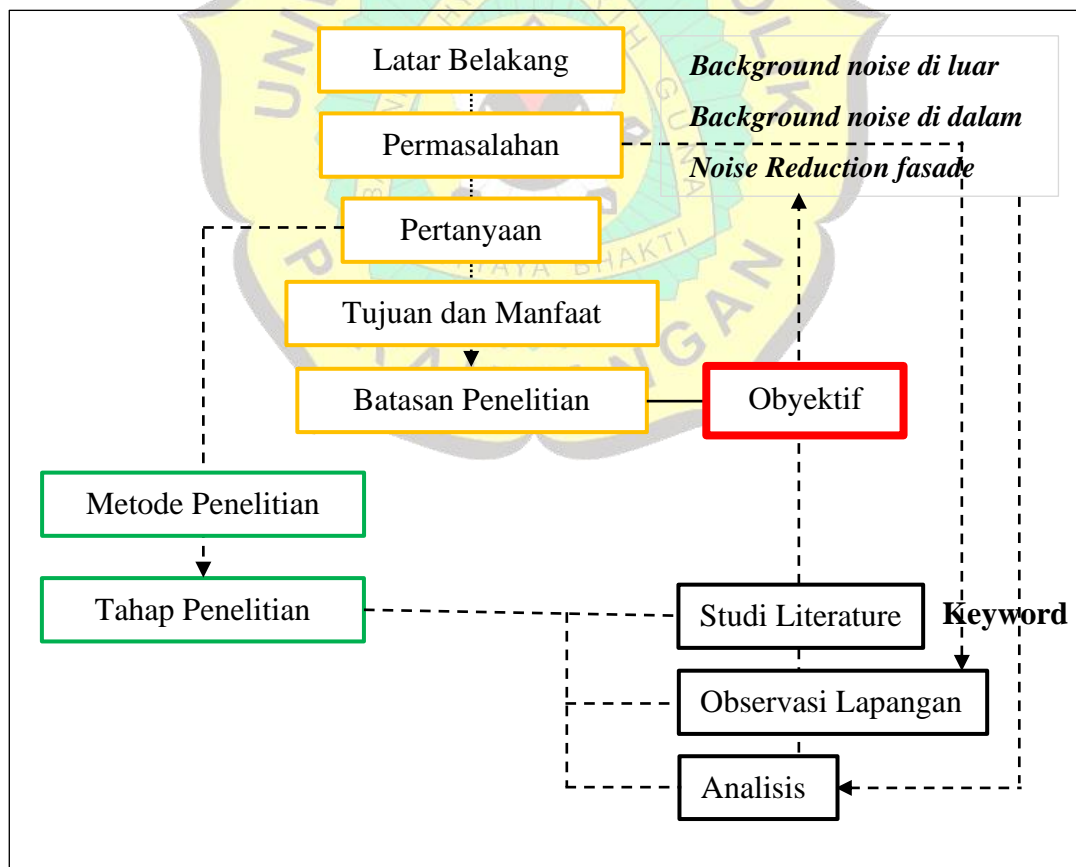 Latar Belakang
Background noise di luar
Background noise di dalam
Permasalahan
Noise Reduction fasade
Pertanyaan
Tujuan dan Manfaat
Batasan Penelitian
Obyektif
Metode Penelitian
Tahap Penelitian
Studi Literature
Keyword
Observasi Lapangan
Analisis